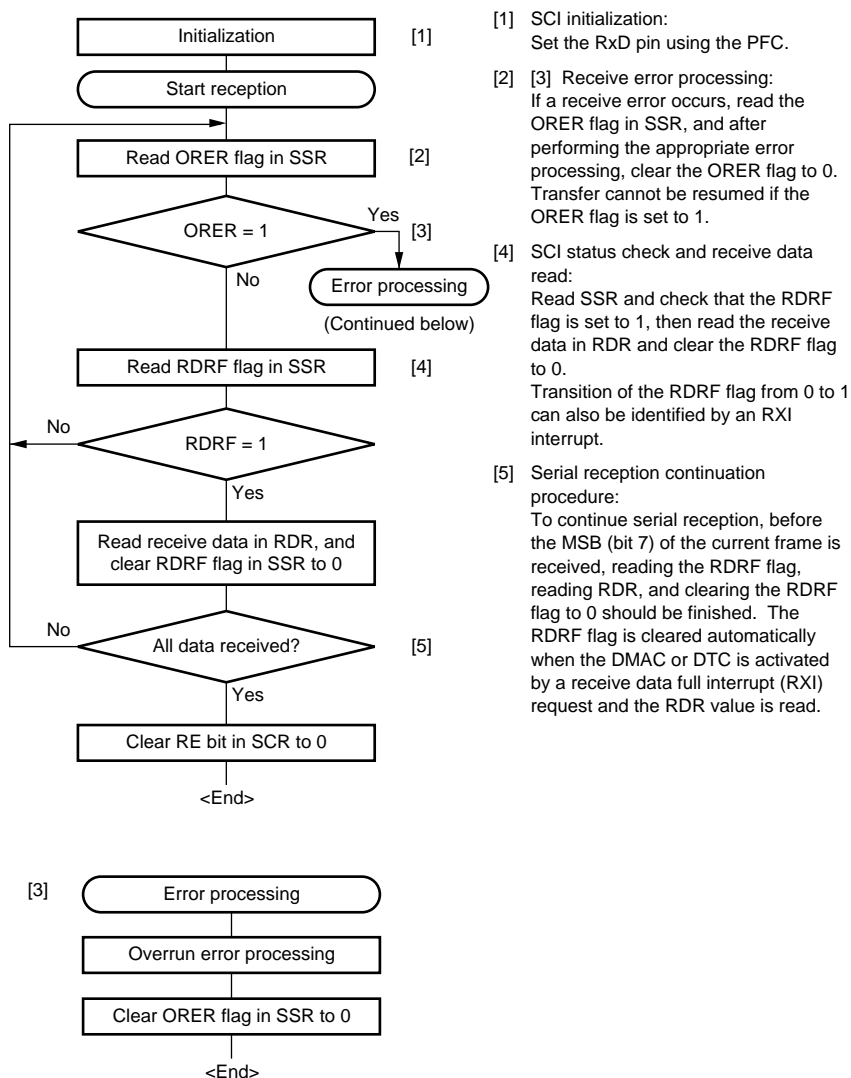 Initialization [1]
Start reception
Read ORER flag in SSR [2]
ORER = 1
Yes
[3]
No
Error processing
(Continued below)
Read RDRF flag in SSR [4]
No
RDRF = 1
Yes
Read receive data in RDR, and
clear RDRF flag in SSR to 0
No
All data received? [5]
Yes
Clear RE bit in SCR to 0
<End>
[1] SCI initialization:
Set the RxD pin using the PFC.
[2] [3] Receive error processing:
If a receive error occurs, read the
ORER flag in SSR, and after
performing the appropriate error
processing, clear the ORER flag to 0.
Transfer cannot be resumed if the
ORER flag is set to 1.
[4] SCI status check and receive data
read:
Read SSR and check that the RDRF
flag is set to 1, then read the receive
data in RDR and clear the RDRF flag
to 0.
Transition of the RDRF flag from 0 to 1
can also be identified by an RXI
interrupt.
[5] Serial reception continuation
procedure:
To continue serial reception, before
the MSB (bit 7) of the current frame is
received, reading the RDRF flag,
reading RDR, and clearing the RDRF
flag to 0 should be finished. The
RDRF flag is cleared automatically
when the DMAC or DTC is activated
by a receive data full interrupt (RXI)
request and the RDR value is read.
[3] Error processing
Overrun error processing
Clear ORER flag in SSR to 0
<End>